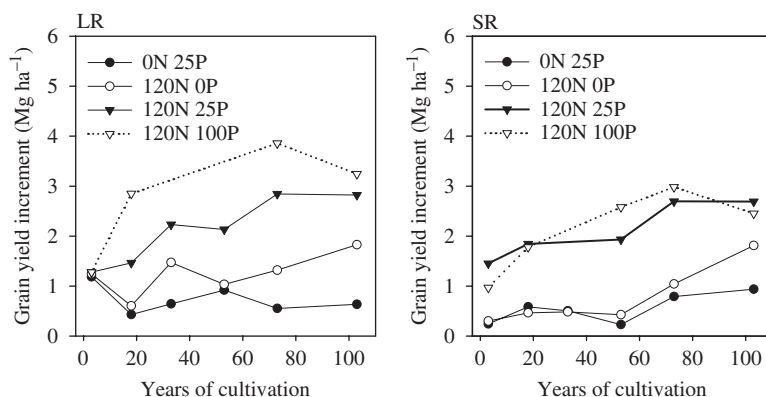 LR
Grain yield increment (Mg ha⁻¹)
6
5
4
3
2
1
0
0N 25P
120N 0P
120N 25P
120N 100P
0 20 40 60 80 100
Years of cultivation
SR
Grain yield increment (Mg ha⁻¹)
6
5
4
3
2
1
0
0N 25P
120N 0P
120N 25P
120N 100P
0 20 40 60 80 100
Years of cultivation